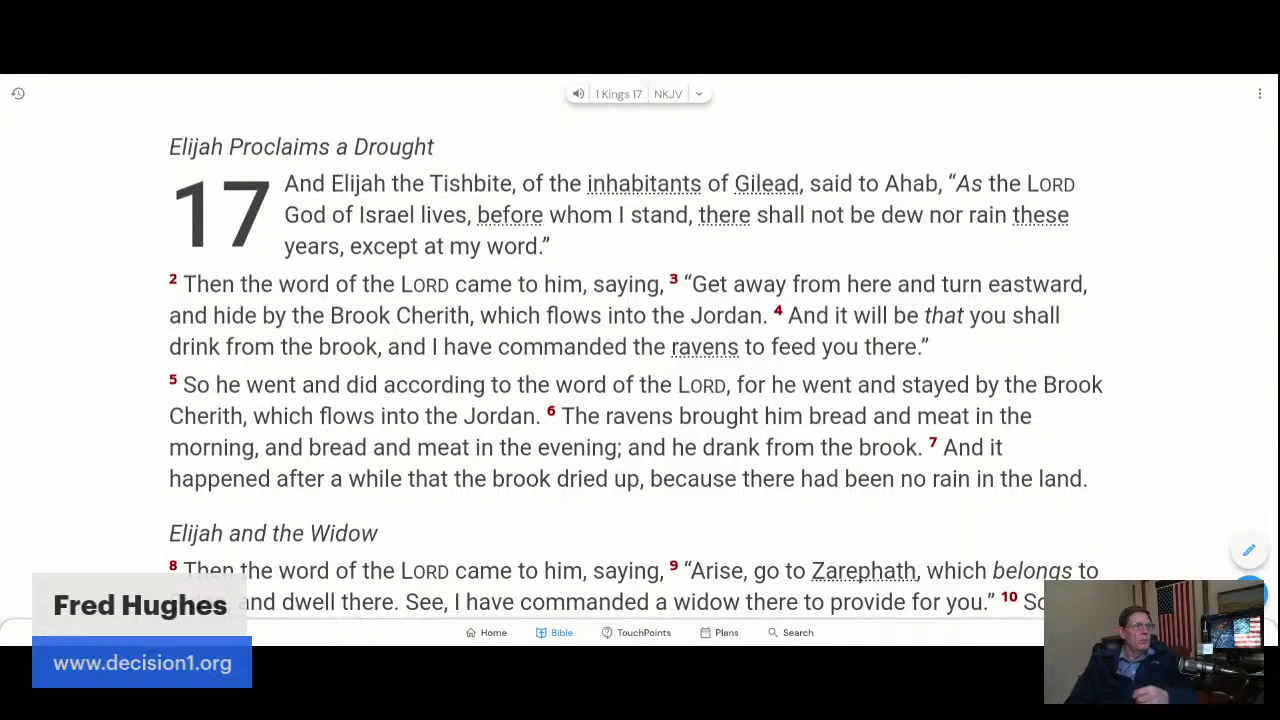 1 Kings 17 NKJV
Elijah Proclaims a Drought
17 And Elijah the Tishbite, of the inhabitants of Gilead, said to Ahab, “As the LORD
God of Israel lives, before whom I stand, there shall not be dew nor rain these
years, except at my word.”
2 Then the word of the LORD came to him, saying, 3 “Get away from here and turn eastward,
and hide by the Brook Cherith, which flows into the Jordan. 4 And it will be that you shall
drink from the brook, and I have commanded the ravens to feed you there.”
5 So he went and did according to the word of the LORD, for he went and stayed by the Brook
Cherith, which flows into the Jordan. 6 The ravens brought him bread and meat in the
morning, and bread and meat in the evening; and he drank from the brook. 7 And it
happened after a while that the brook dried up, because there had been no rain in the land.
Elijah and the Widow
8 Then the word of the LORD came to him, saying, 9 “Arise, go to Zarephath, which belongs to
and dwell there. See, I have commanded a widow there to provide for you.” 10 So
Fred Hughes
www.decision1.org
Home Bible TouchPoints Plans Search